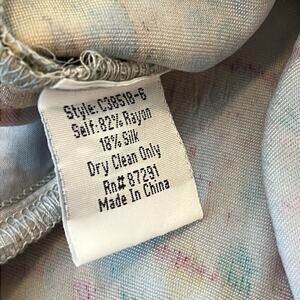 Style: C38518-6
Self: 82% Rayon
18% Silk
Dry Clean Only
Rn# 87291
Made In China